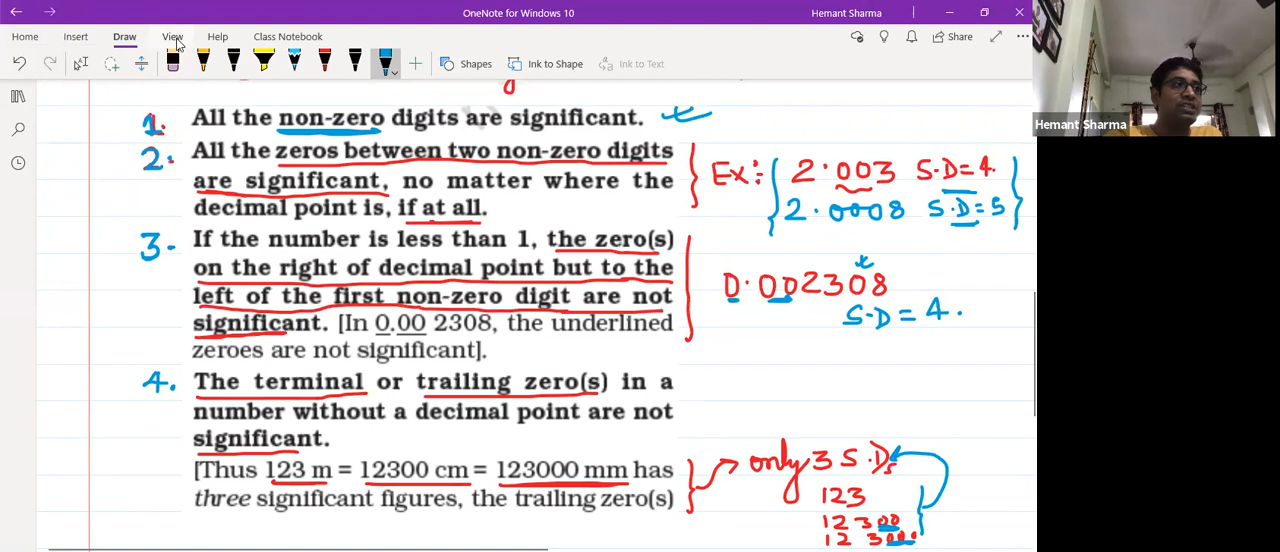 OneNote for Windows 10
Hemant Sharma
Home Insert Draw View Help Class Notebook Share
Shapes Ink to Shape Ink to Text
Hemant Sharma
1. All the non-zero digits are significant.
2. All the zeros between two non-zero digits
are significant, no matter where the
decimal point is, if at all.
Ex:- 2.003 S.D=4.
2.0008 S.D=5
3. If the number is less than 1, the zero(s)
on the right of decimal point but to the
left of the first non-zero digit are not
significant. [In 0.00 2308, the underlined
zeroes are not significant].
0.002308
S.D=4.
4. The terminal or trailing zero(s) in a
number without a decimal point are not
significant.
[Thus 123 m = 12300 cm = 123000 mm has
three significant figures, the trailing zero(s)
only 3 S.Ds
123
12300
123000